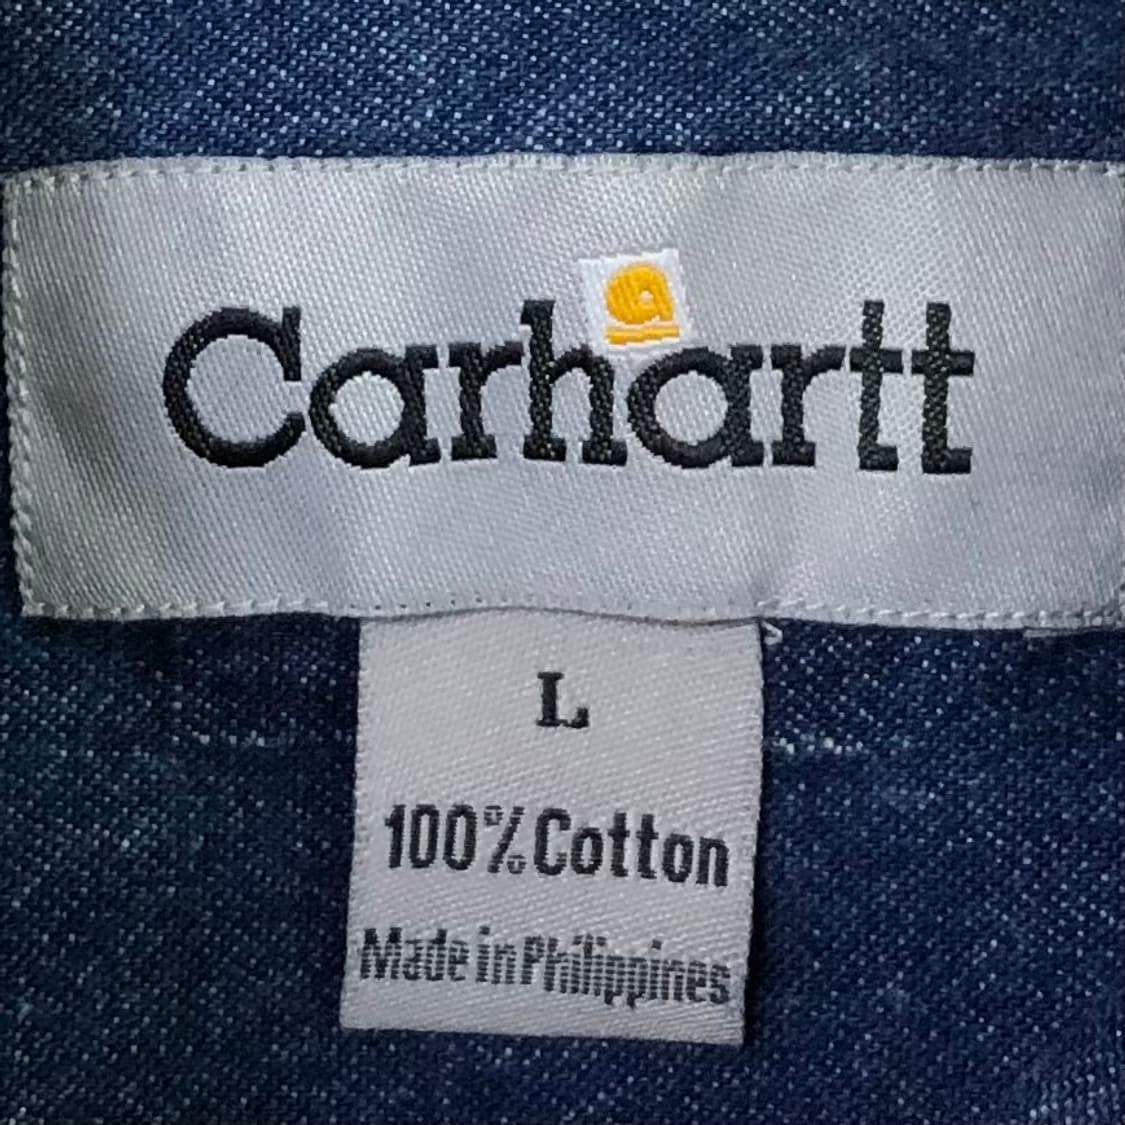 Carhartt
L
100% Cotton
Made in Philippines